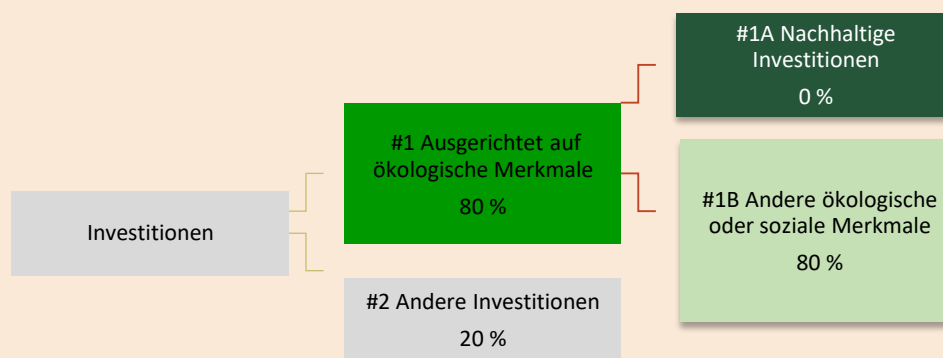 Investitionen
#1 Ausgerichtet auf
ökologische Merkmale
80 %
#2 Andere Investitionen
20 %
#1A Nachhaltige
Investitionen
0 %
#1B Andere ökologische
oder soziale Merkmale
80 %